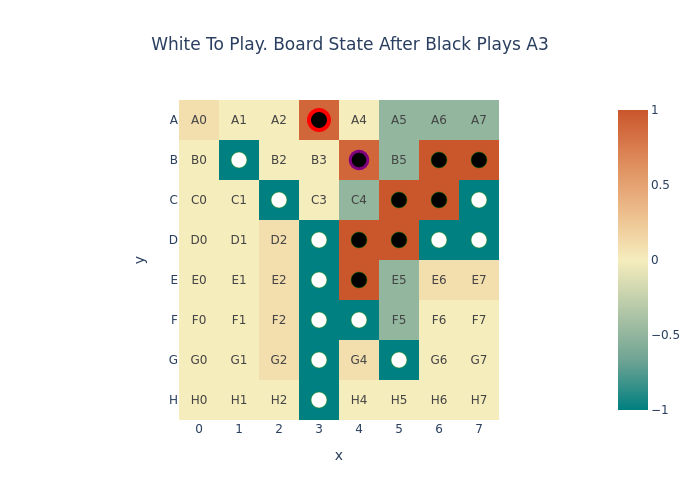 White To Play. Board State After Black Plays A3
A A0 A1 A2 A4 A5 A6 A7
B B0 B2 B3 B5
C C0 C1 C3 C4
D D0 D1 D2
E E0 E1 E2 E5 E6 E7
F F0 F1 F2 F5 F6 F7
G G0 G1 G2 G4 G6 G7
H H0 H1 H2 H4 H5 H6 H7
0 1 2 3 4 5 6 7
x
y
1
0.5
0
−0.5
−1